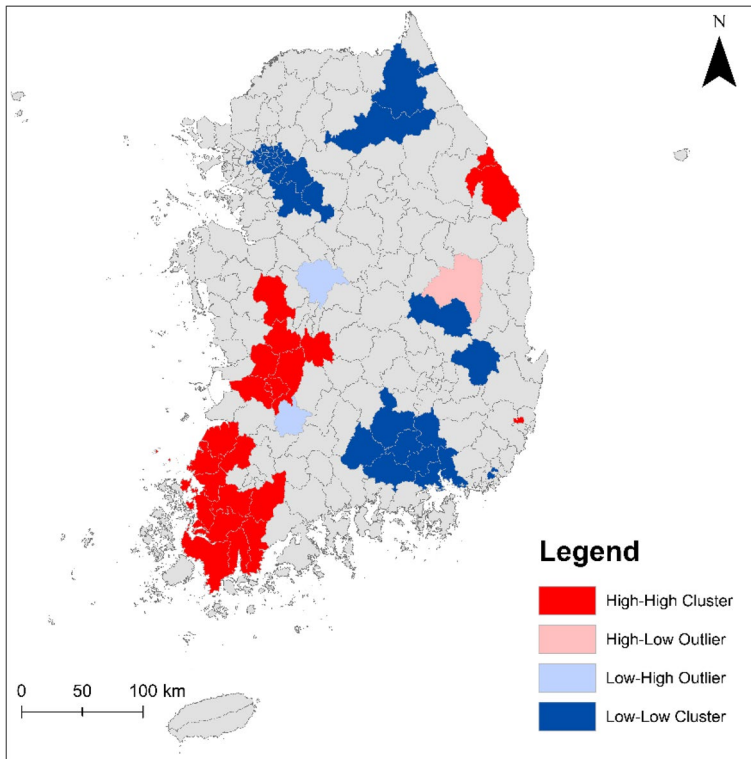 N
Legend
High-High Cluster
High-Low Outlier
Low-High Outlier
Low-Low Cluster
0 50 100 km